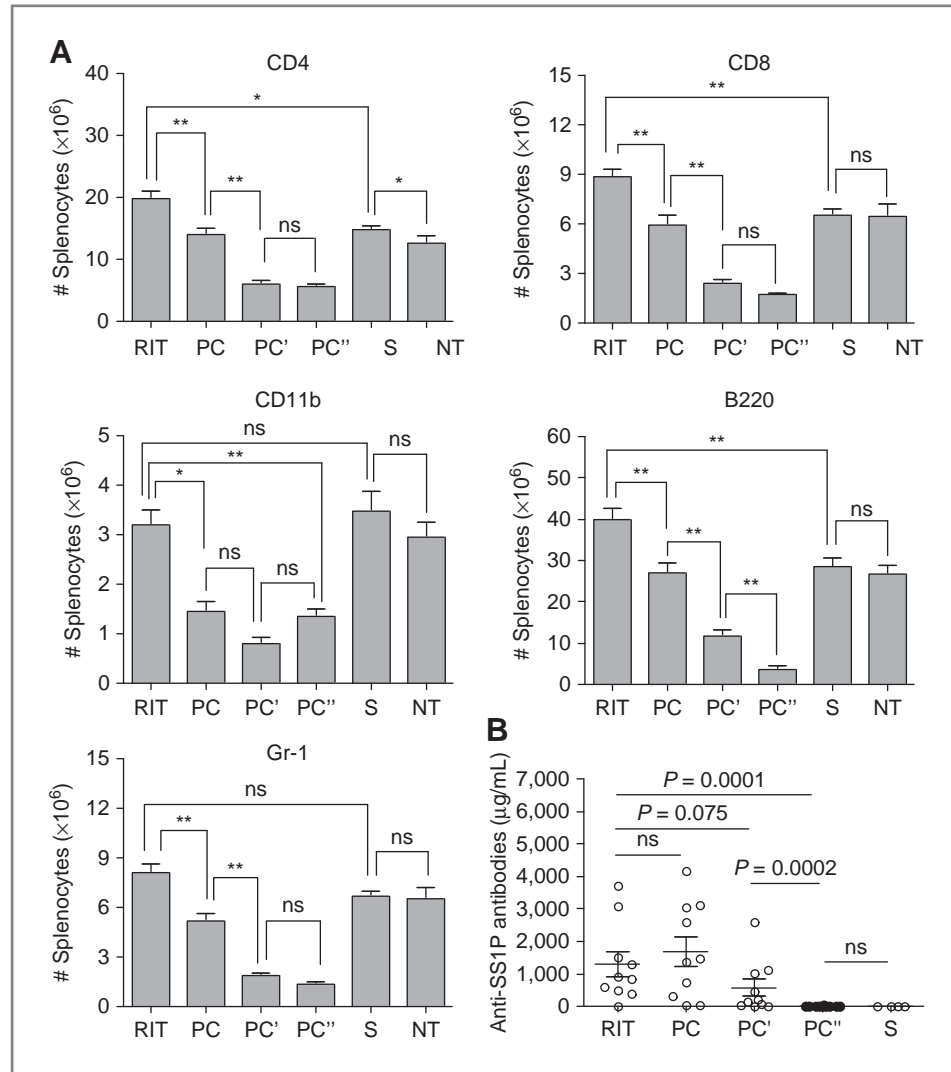 A
CD4
# Splenocytes (×10⁶)
40
30
20
10
0
*
**
**
ns
*
RIT PC PC' PC'' S NT
CD8
# Splenocytes (×10⁶)
15
12
9
6
3
0
**
**
**
ns
ns
RIT PC PC' PC'' S NT
CD11b
# Splenocytes (×10⁶)
5
4
3
2
1
0
ns
**
*
ns
ns
ns
RIT PC PC' PC'' S NT
B220
# Splenocytes (×10⁶)
60
50
40
30
20
10
0
**
**
**
**
ns
RIT PC PC' PC'' S NT
Gr-1
# Splenocytes (×10⁶)
15
12
9
6
3
0
ns
**
**
ns
ns
RIT PC PC' PC'' S NT
B
Anti-SS1P antibodies (μg/mL)
7,000
6,000
5,000
4,000
3,000
2,000
1,000
0
P = 0.0001
P = 0.075
ns
P = 0.0002
ns
RIT PC PC' PC'' S